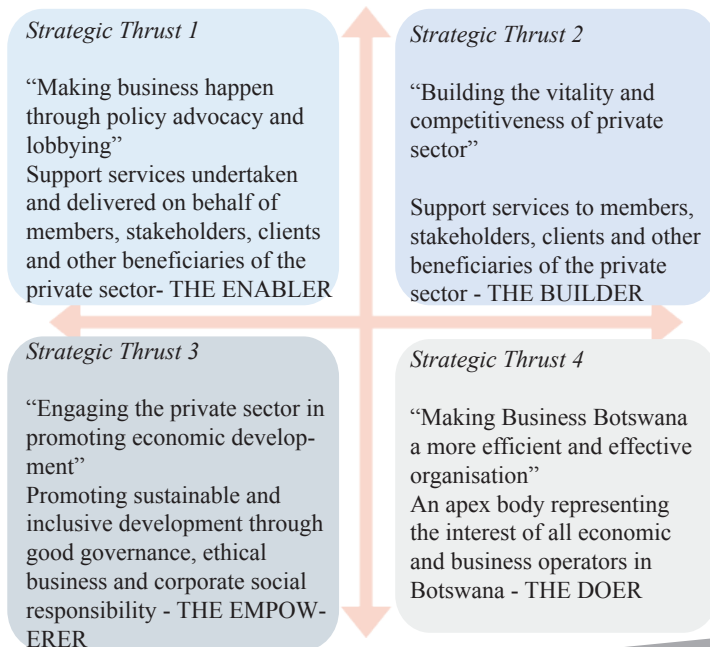 Strategic Thrust 1
“Making business happen
through policy advocacy and
lobbying”
Support services undertaken
and delivered on behalf of
members, stakeholders, clients
and other beneficiaries of the
private sector- THE ENABLER
Strategic Thrust 2
“Building the vitality and
competitiveness of private
sector”
Support services to members,
stakeholders, clients and other
beneficiaries of the private
sector - THE BUILDER
Strategic Thrust 3
“Engaging the private sector in
promoting economic develop-
ment”
Promoting sustainable and
inclusive development through
good governance, ethical
business and corporate social
responsibility - THE EMPOW-
ERER
Strategic Thrust 4
“Making Business Botswana
a more efficient and effective
organisation”
An apex body representing
the interest of all economic
and business operators in
Botswana - THE DOER